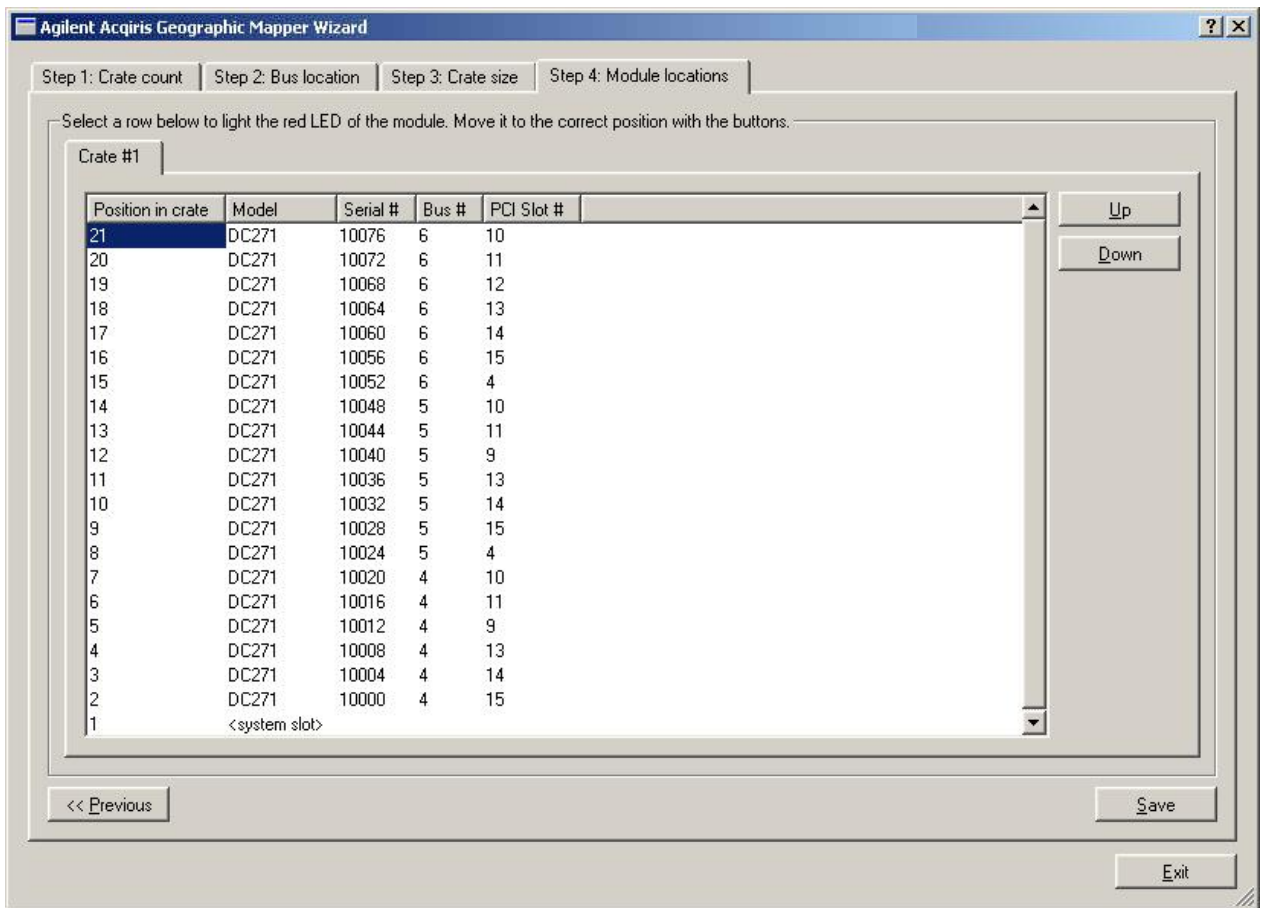 Agilent Acqiris Geographic Mapper Wizard
Step 1: Crate count Step 2: Bus location Step 3: Crate size Step 4: Module locations
Select a row below to light the red LED of the module. Move it to the correct position with the buttons.
Crate #1
Position in crate Model Serial # Bus # PCI Slot # Up
21 DC271 10076 6 10
20 DC271 10072 6 11 Down
19 DC271 10068 6 12
18 DC271 10064 6 13
17 DC271 10060 6 14
16 DC271 10056 6 15
15 DC271 10052 6 4
14 DC271 10048 5 10
13 DC271 10044 5 11
12 DC271 10040 5 9
11 DC271 10036 5 13
10 DC271 10032 5 14
9 DC271 10028 5 15
8 DC271 10024 5 4
7 DC271 10020 4 10
6 DC271 10016 4 11
5 DC271 10012 4 9
4 DC271 10008 4 13
3 DC271 10004 4 14
2 DC271 10000 4 15
1 <system slot>
<< Previous Save
Exit